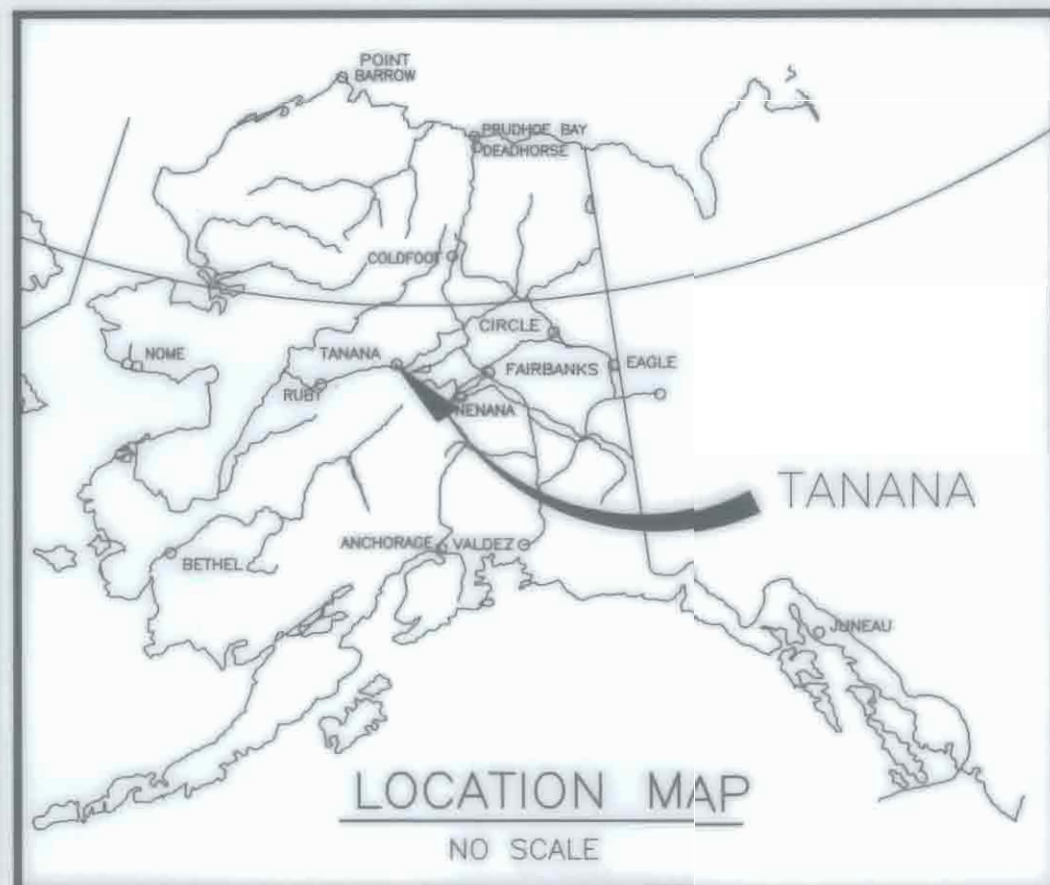 POINT
BARROW
PRUDHOE BAY
DEADHORSE
COLDFOOT
CIRCLE
NOME
TANANA
EAGLE
FAIRBANKS
RUBY
NENANA
TANANA
ANCHORAGE
VALDEZ
BETHEL
JUNEAU
LOCATION MAP
NO SCALE